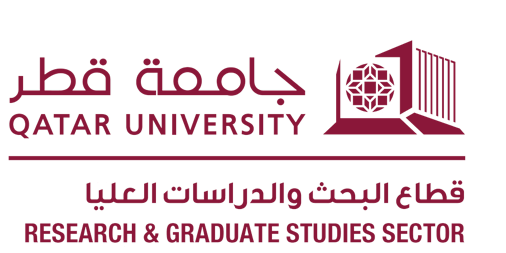 جامعة قطر
QATAR UNIVERSITY
قطاع البحث والدراسات العليا
RESEARCH & GRADUATE STUDIES SECTOR